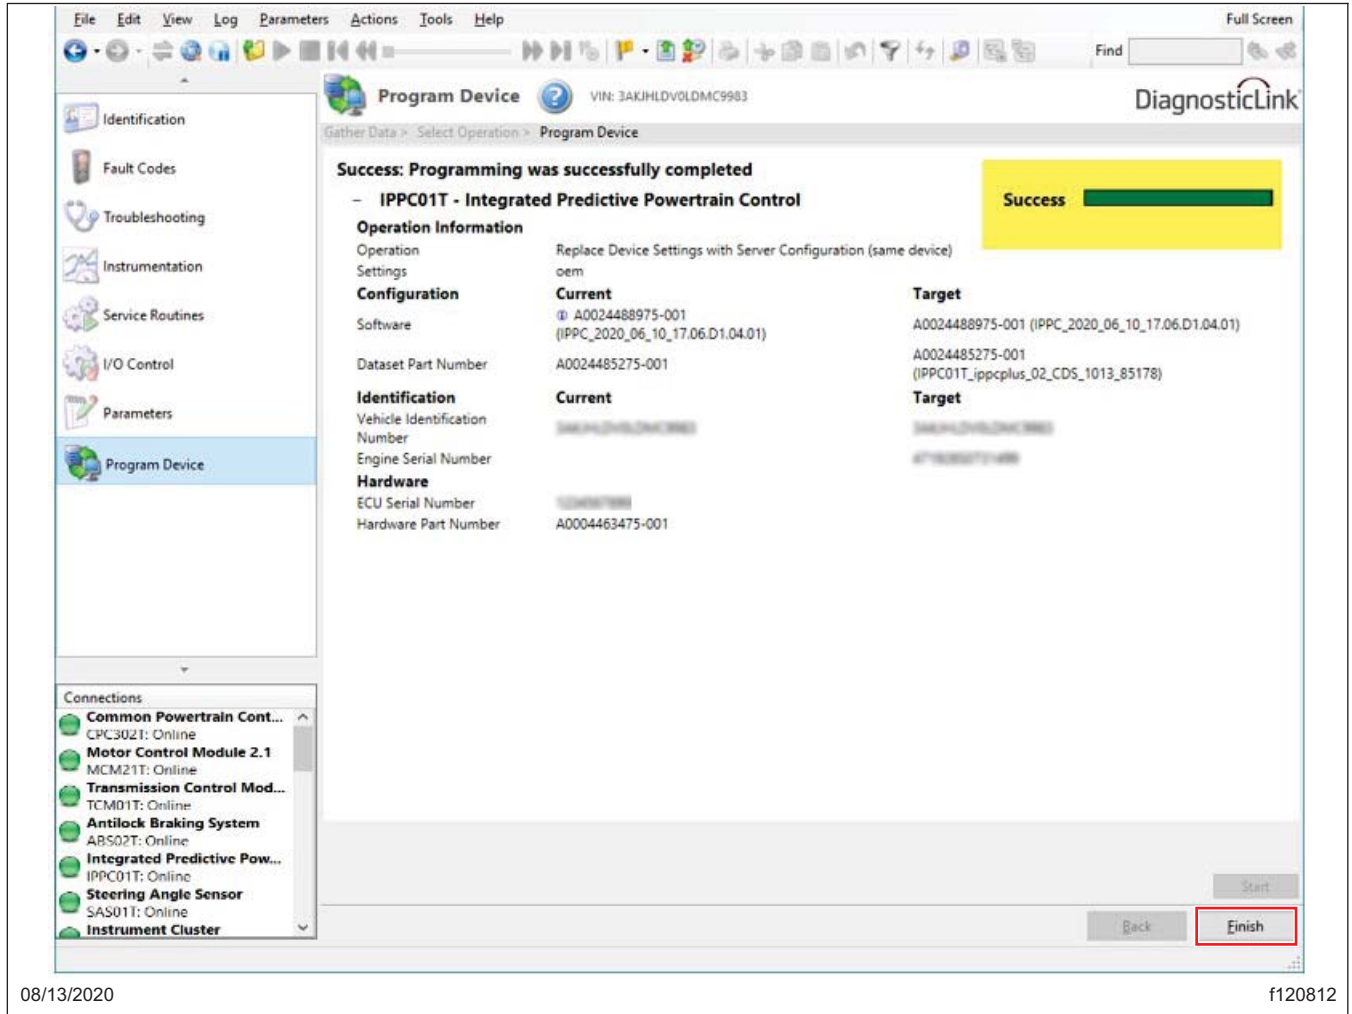 File Edit View Log Parameters Actions Tools Help Full Screen
Find
Program Device VIN: 3AKJHLDV0LDMC9983 DiagnosticLink
Gather Data > Select Operation > Program Device
Identification
Fault Codes
Troubleshooting
Instrumentation
Service Routines
I/O Control
Parameters
Program Device
Success: Programming was successfully completed
Success
– IPPC01T - Integrated Predictive Powertrain Control
Operation Information
Operation Replace Device Settings with Server Configuration (same device)
Settings oem
Configuration Current Target
Software A0024488975-001 (IPPC_2020_06_10_17.06.D1.04.01) A0024488975-001 (IPPC_2020_06_10_17.06.D1.04.01)
Dataset Part Number A0024485275-001 A0024485275-001 (IPPC01T_ippcplus_02_CDS_1013_85178)
Identification Current Target
Vehicle Identification Number
Engine Serial Number
Hardware
ECU Serial Number
Hardware Part Number A0004463475-001
Connections
Common Powertrain Cont...
CPC302T: Online
Motor Control Module 2.1
MCM21T: Online
Transmission Control Mod...
TCM01T: Online
Antilock Braking System
ABS02T: Online
Integrated Predictive Pow...
IPPC01T: Online
Steering Angle Sensor
SAS01T: Online
Instrument Cluster
Start
Back Finish
08/13/2020 f120812